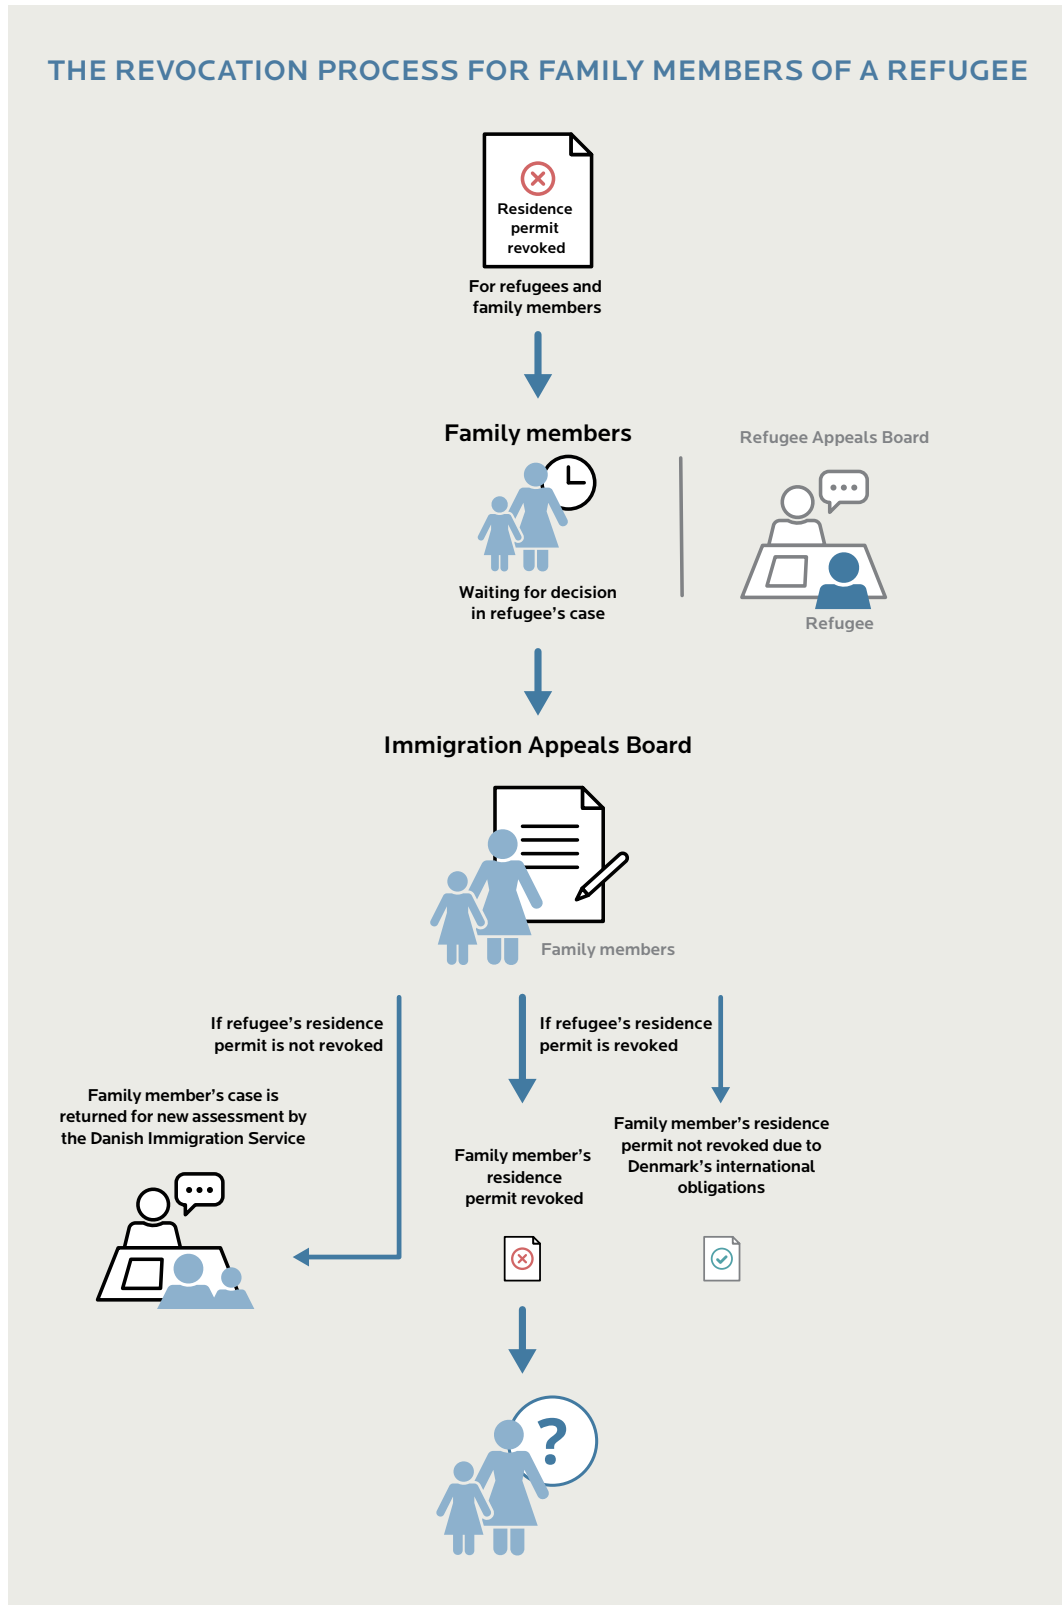 THE REVOCATION PROCESS FOR FAMILY MEMBERS OF A REFUGEE
Residence
permit
revoked
For refugees and
family members
Family members
Waiting for decision
in refugee's case
Refugee Appeals Board
Refugee
Immigration Appeals Board
Family members
If refugee's residence
permit is not revoked
Family member's case is
returned for new assessment by
the Danish Immigration Service
If refugee's residence
permit is revoked
Family member's
residence
permit revoked
Family member's residence
permit not revoked due to
Denmark's international
obligations
?